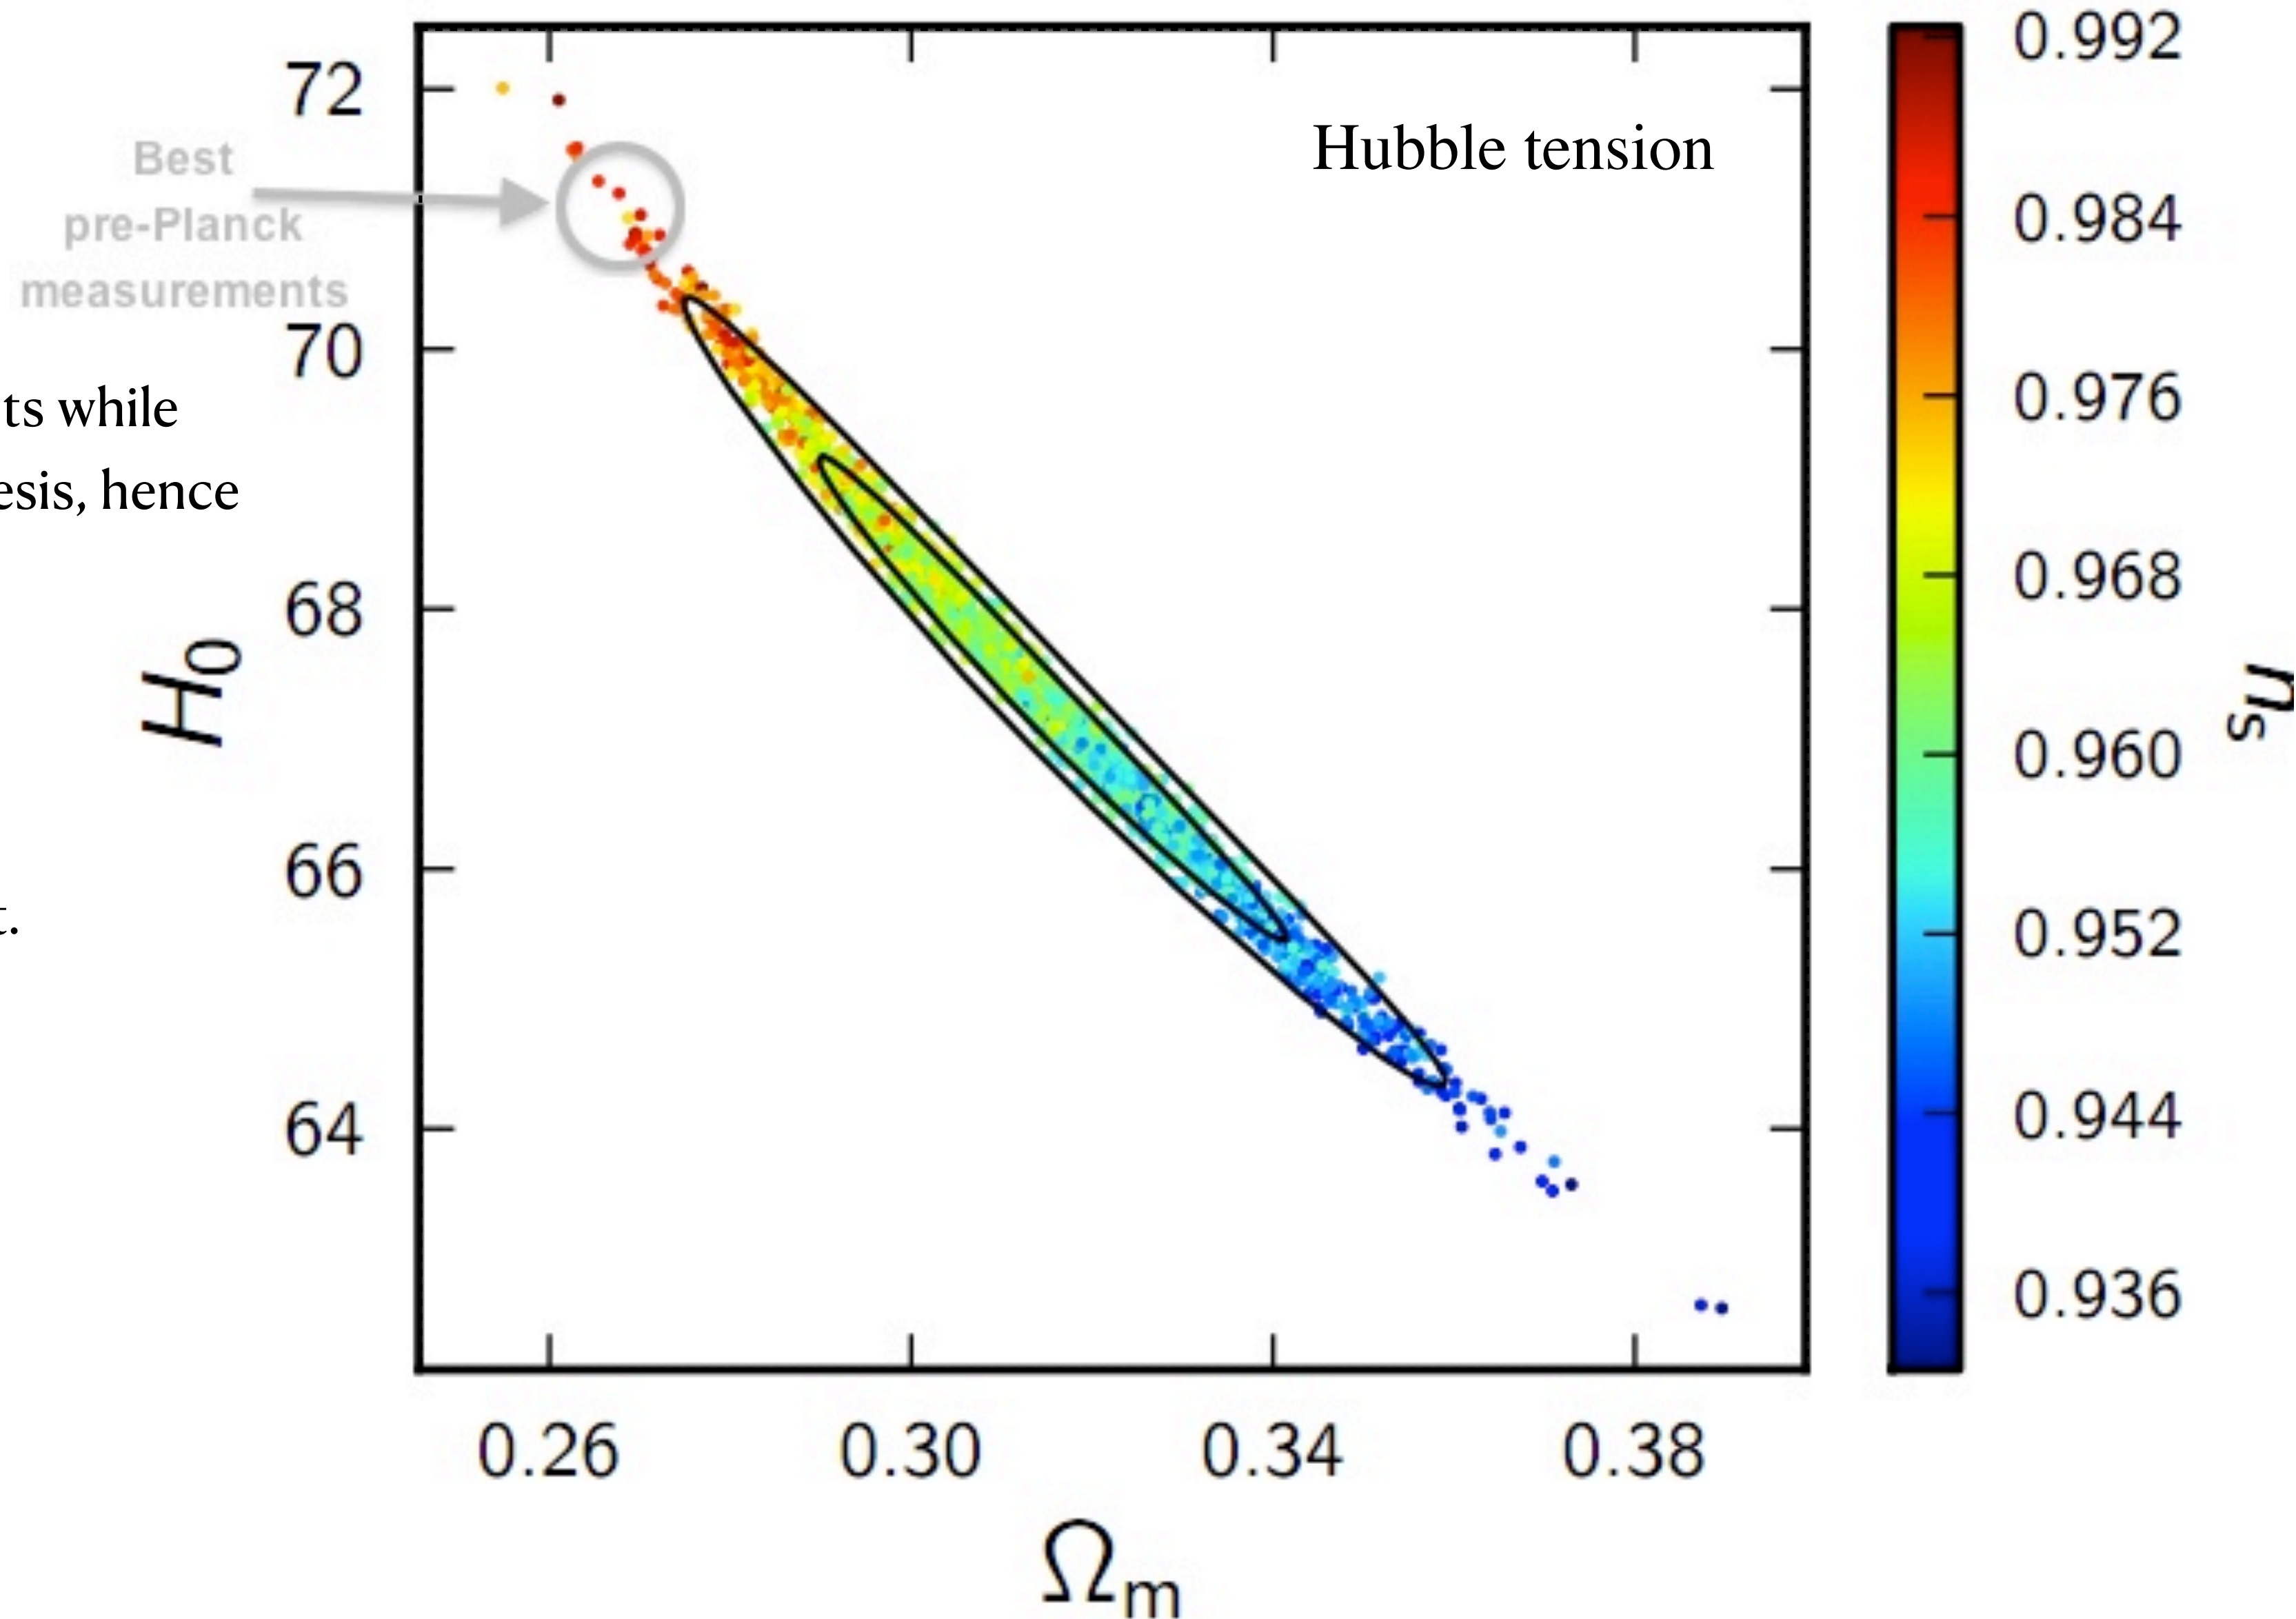 Hubble tension
Best
pre-Planck
measurements
ts while
esis, hence
t.
72
70
68
66
64
H₀
0.26 0.30 0.34 0.38
Ωₘ
0.992
0.984
0.976
0.968
0.960
0.952
0.944
0.936
nₛ